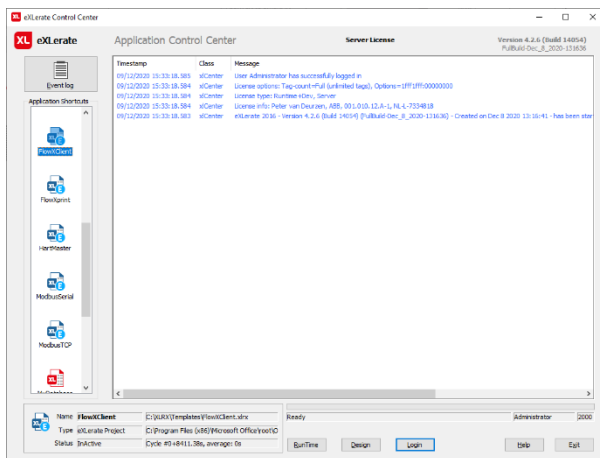 eXLerate Control Center
XL eXLerate
Application Control Center
Server License
Version 4.2.6 (Build 14054)
FullBuild-Dec_8_2020-131636
Event log
Application Shortcuts
FlowXClient
FlowXprint
HartMaster
ModbusSerial
ModbusTCP
MyDatabase
Timestamp Class Message
09/12/2020 15:33:18.585 xlCenter User Administrator has successfully logged in
09/12/2020 15:33:18.584 xlCenter License options: Tag-count=Full (unlimited tags), Options=1fff1fff:00000000
09/12/2020 15:33:18.584 xlCenter License type: Runtime +Dev, Server
09/12/2020 15:33:18.584 xlCenter License info: Peter van Deurzen, ABB, 001.010.12.A-1, NL-L-7334818
09/12/2020 15:33:18.583 xlCenter eXLerate 2016 - Version 4.2.6 (Build 14054) (FullBuild-Dec_8_2020-131636) - Created on Dec 8 2020 13:16:41 - has been star
Name FlowXClient C:\XLRX\Templates\FlowXClient.xlrx
Type eXLerate Project C:\Program Files (x86)\Microsoft Office\root\O
Status InActive Cycle #0+8411.38s, average: 0s
Ready Administrator 2000
RunTime Design Login Help Exit